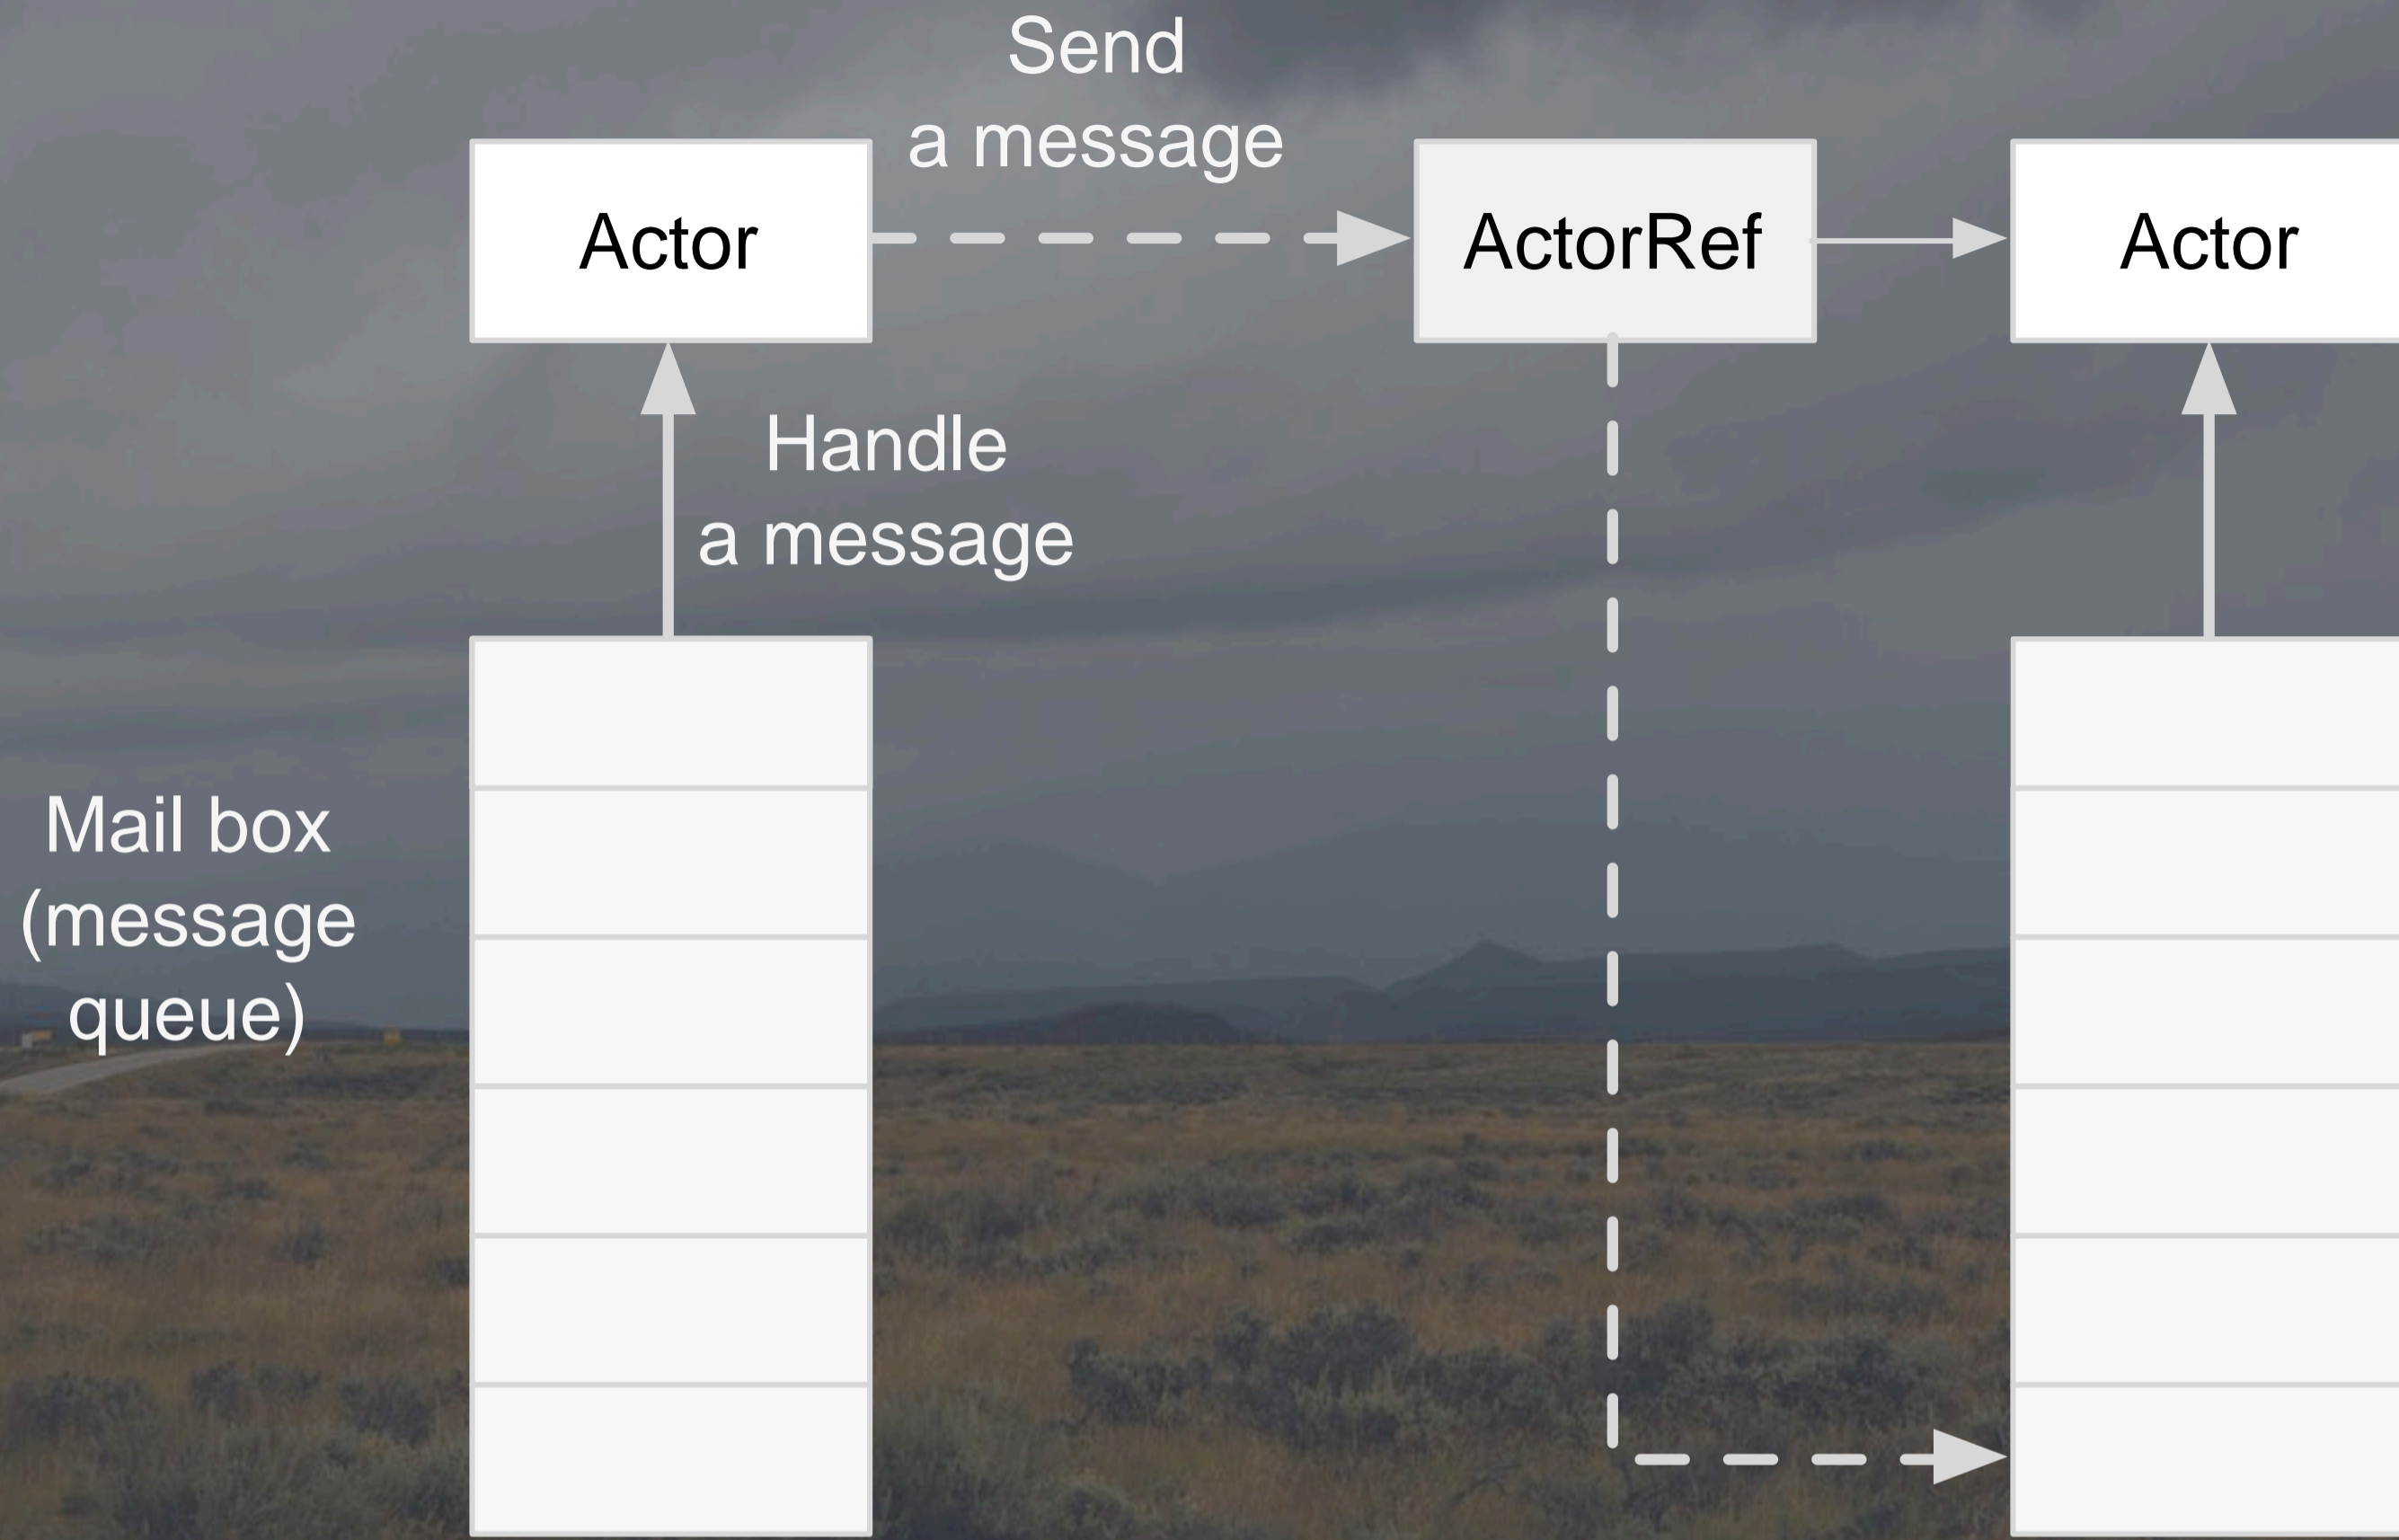 Send
a message
Actor
ActorRef
Actor
Handle
a message
Mail box
(message
queue)